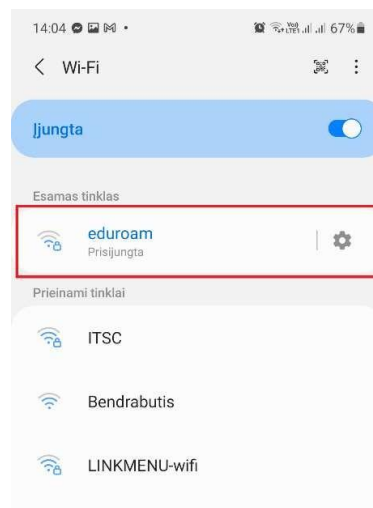 14:04 67%
Wi-Fi
Įjungta
Esamas tinklas
eduroam
Prisijungta
Prieinami tinklai
ITSC
Bendrabutis
LINKMENU-wifi